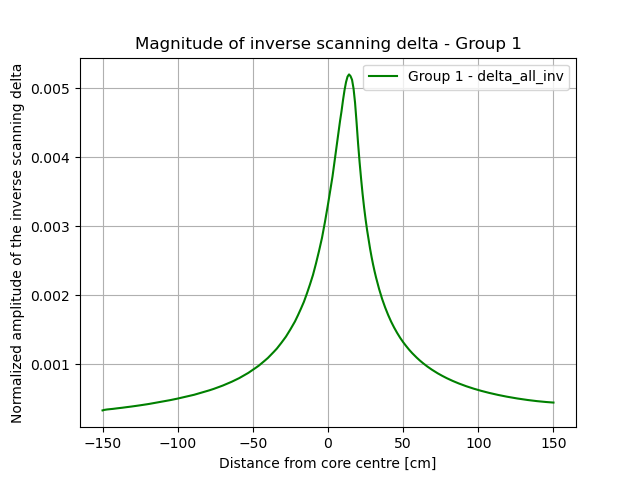 Magnitude of inverse scanning delta - Group 1
Group 1 - delta_all_inv
Normalized amplitude of the inverse scanning delta
0.005
0.004
0.003
0.002
0.001
−150 −100 −50 0 50 100 150
Distance from core centre [cm]